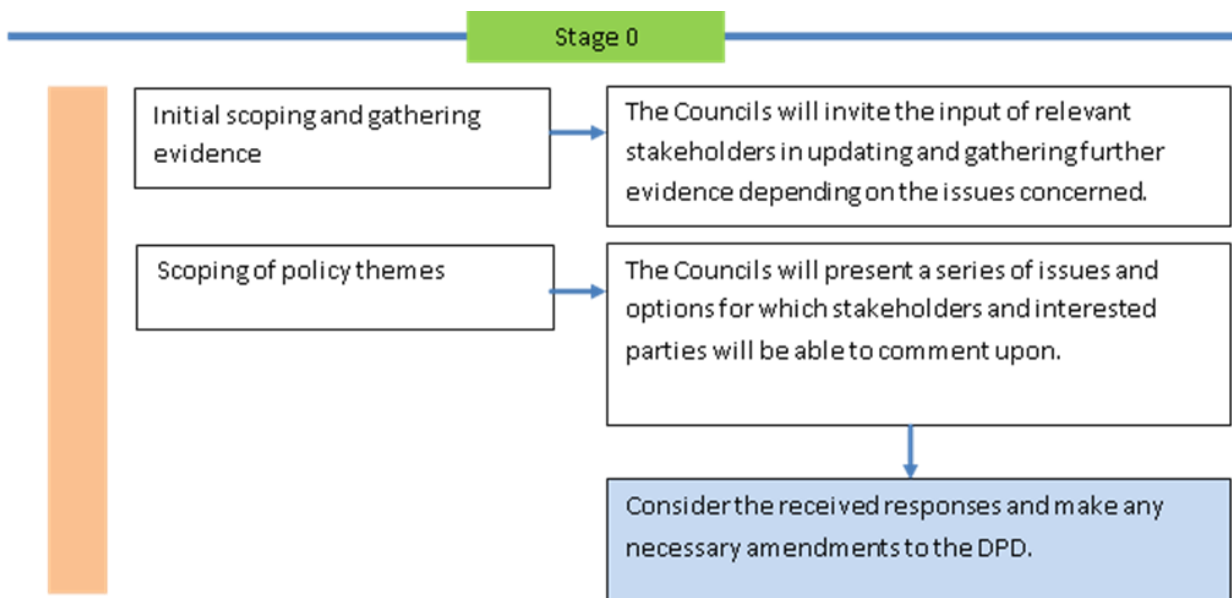 Stage 0
Initial scoping and gathering
evidence
The Councils will invite the input of relevant
stakeholders in updating and gathering further
evidence depending on the issues concerned.
Scoping of policy themes
The Councils will present a series of issues and
options for which stakeholders and interested
parties will be able to comment upon.
Consider the received responses and make any
necessary amendments to the DPD.